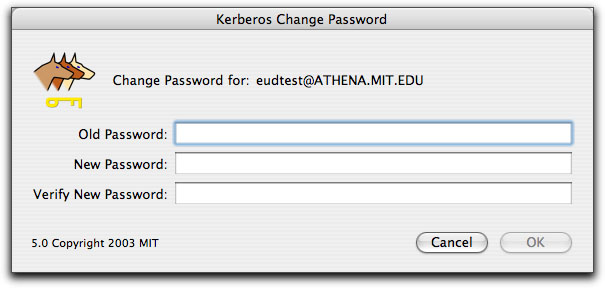 Kerberos Change Password
Change Password for: eudtest@ATHENA.MIT.EDU
Old Password:
New Password:
Verify New Password:
5.0 Copyright 2003 MIT
Cancel
OK